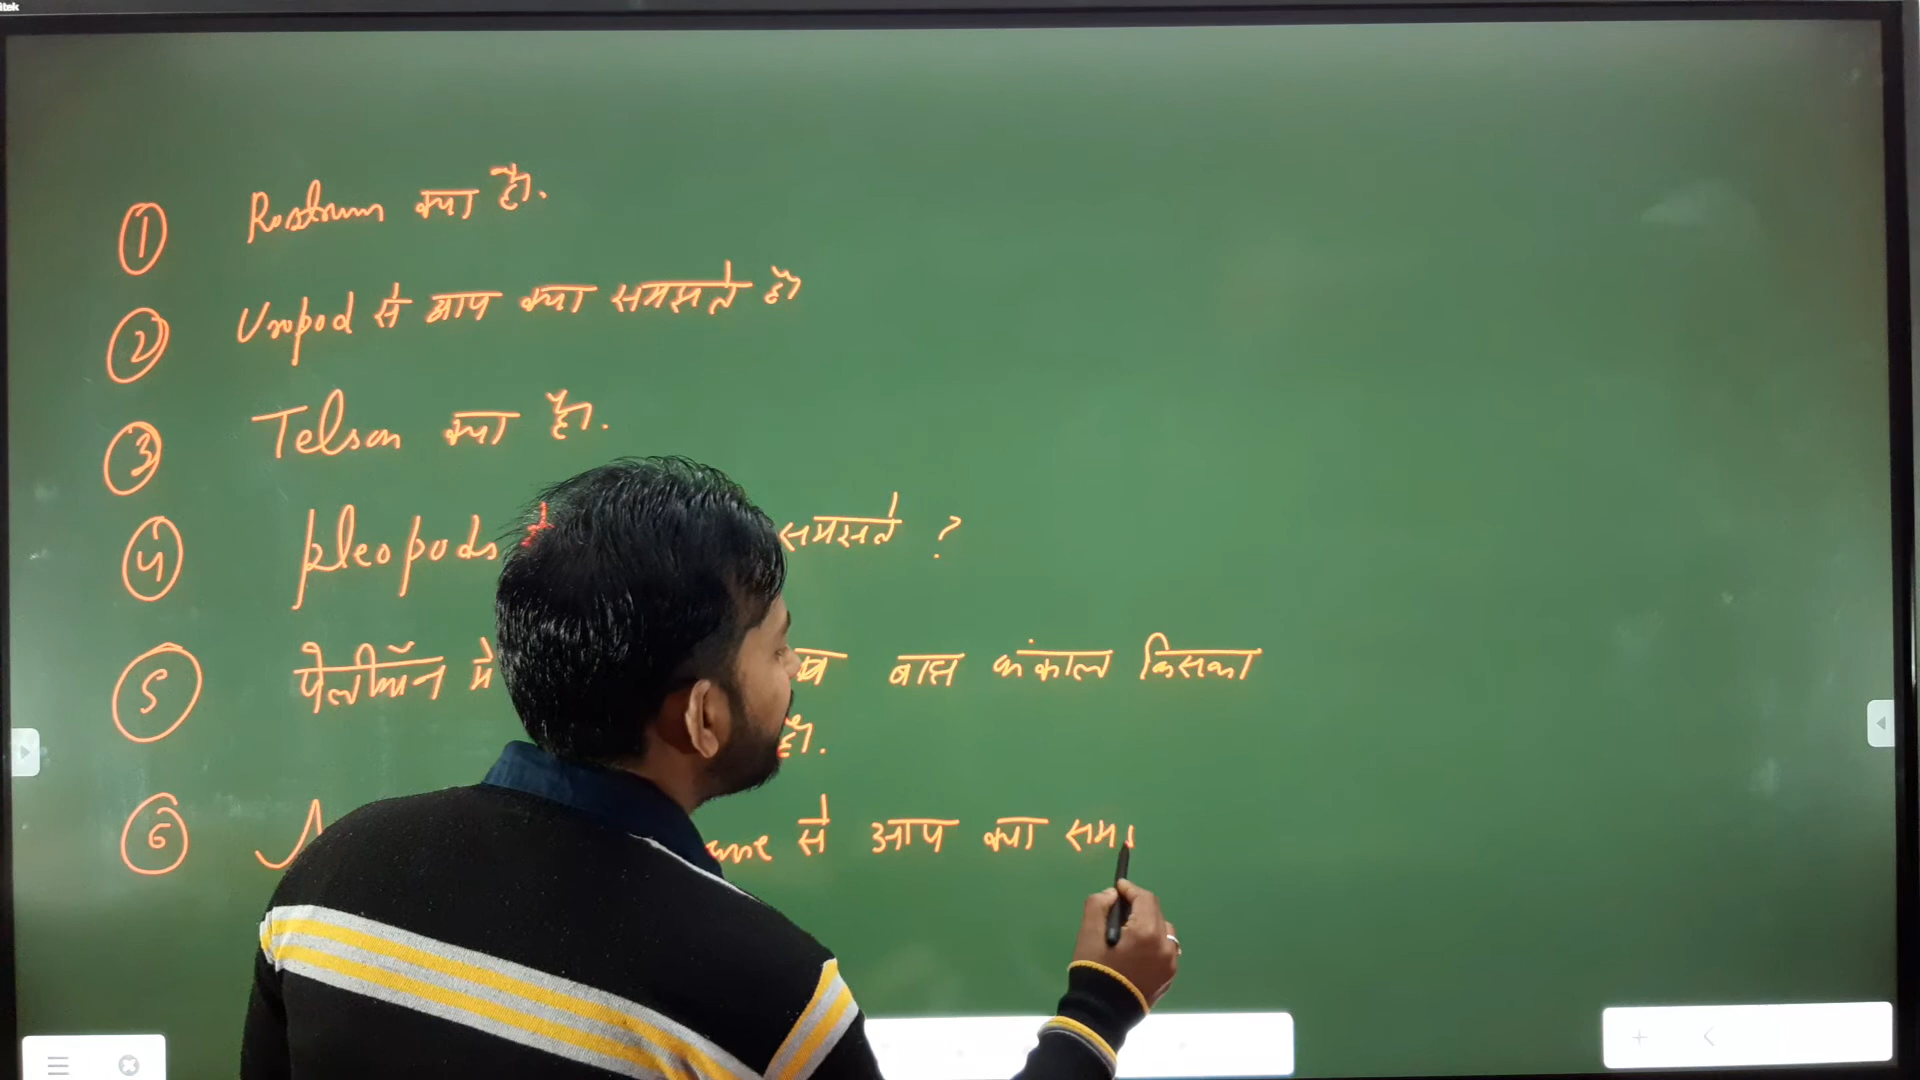 ① Rostrum क्या है.
② Uropod से आप क्या समझते है
③ Telson क्या है.
④ pleopods समझते ?
⑤ पैलीमॉन मे बाह्य कंकाल किसका
है.
⑥ से आप क्या सम